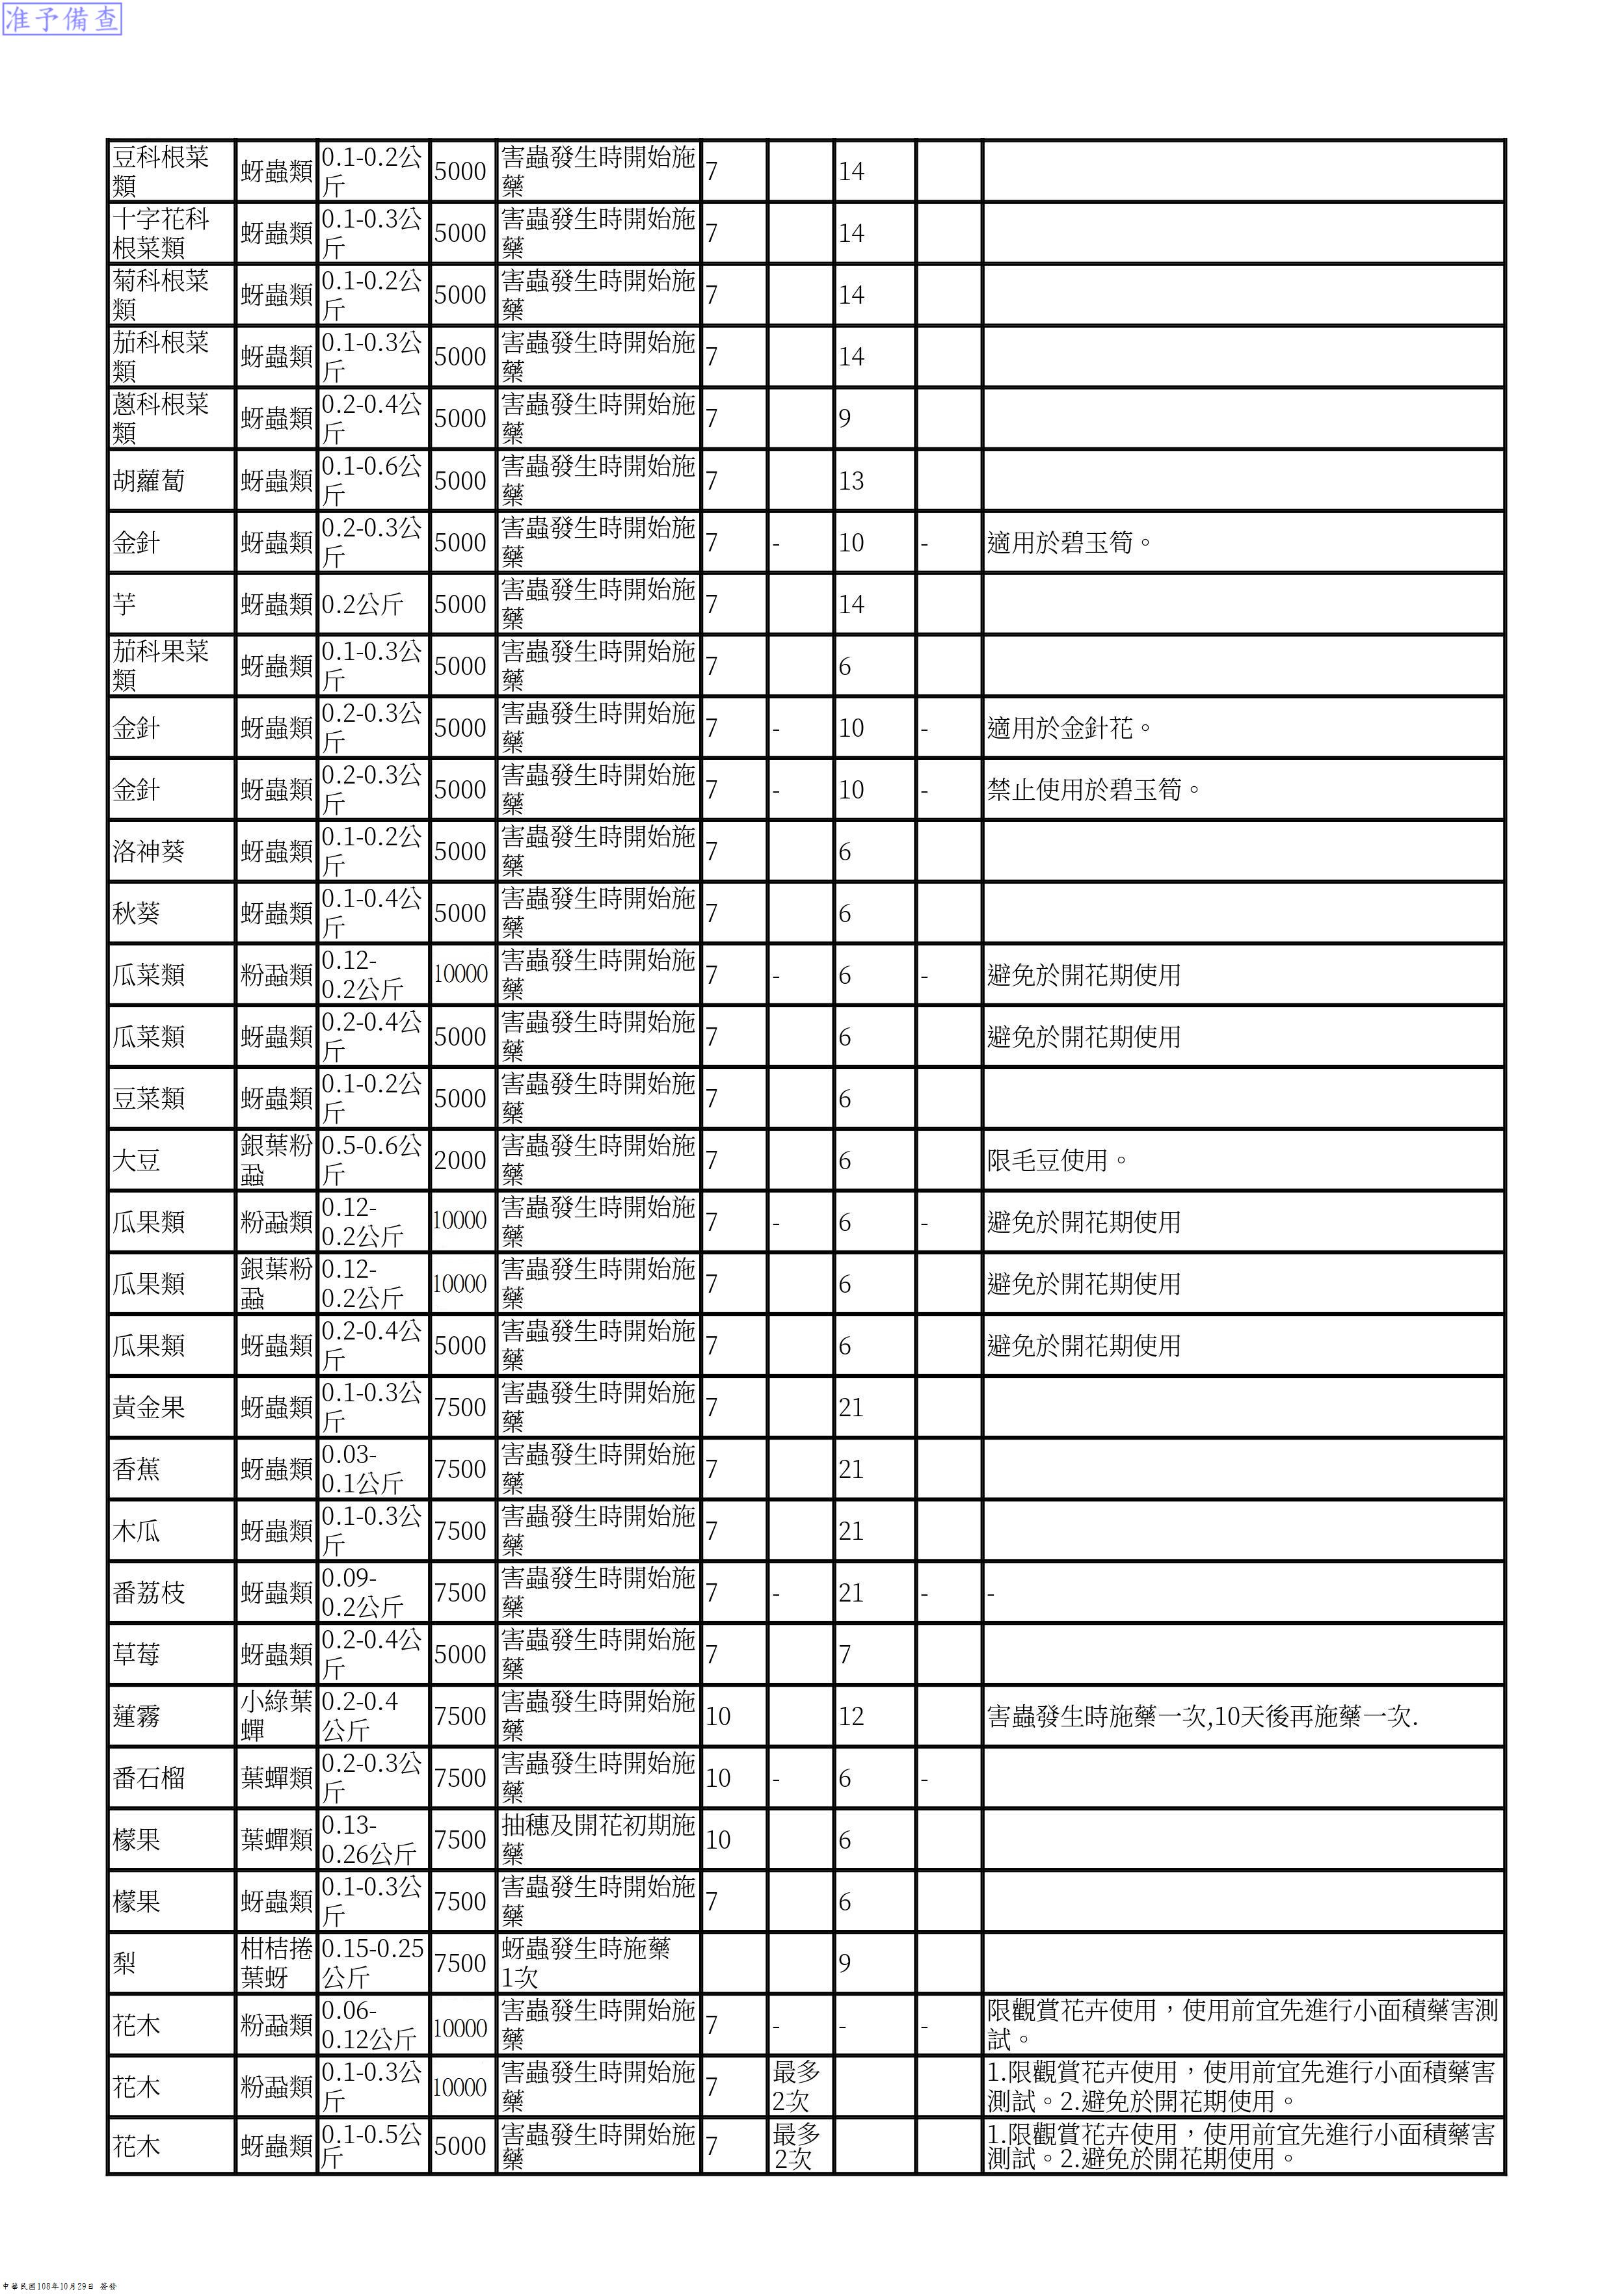 准予備查
豆科根菜類 蚜蟲類 0.1-0.2公斤 5000 害蟲發生時開始施藥 7 14
十字花科根菜類 蚜蟲類 0.1-0.3公斤 5000 害蟲發生時開始施藥 7 14
菊科根菜類 蚜蟲類 0.1-0.2公斤 5000 害蟲發生時開始施藥 7 14
茄科根菜類 蚜蟲類 0.1-0.3公斤 5000 害蟲發生時開始施藥 7 14
蔥科根菜類 蚜蟲類 0.2-0.4公斤 5000 害蟲發生時開始施藥 7 9
胡蘿蔔 蚜蟲類 0.1-0.6公斤 5000 害蟲發生時開始施藥 7 13
金針 蚜蟲類 0.2-0.3公斤 5000 害蟲發生時開始施藥 7 - 10 - 適用於碧玉筍。
芋 蚜蟲類 0.2公斤 5000 害蟲發生時開始施藥 7 14
茄科果菜類 蚜蟲類 0.1-0.3公斤 5000 害蟲發生時開始施藥 7 6
金針 蚜蟲類 0.2-0.3公斤 5000 害蟲發生時開始施藥 7 - 10 - 適用於金針花。
金針 蚜蟲類 0.2-0.3公斤 5000 害蟲發生時開始施藥 7 - 10 - 禁止使用於碧玉筍。
洛神葵 蚜蟲類 0.1-0.2公斤 5000 害蟲發生時開始施藥 7 6
秋葵 蚜蟲類 0.1-0.4公斤 5000 害蟲發生時開始施藥 7 6
瓜菜類 粉蝨類 0.12-0.2公斤 10000 害蟲發生時開始施藥 7 - 6 - 避免於開花期使用
瓜菜類 蚜蟲類 0.2-0.4公斤 5000 害蟲發生時開始施藥 7 6 避免於開花期使用
豆菜類 蚜蟲類 0.1-0.2公斤 5000 害蟲發生時開始施藥 7 6
大豆 銀葉粉蝨 0.5-0.6公斤 2000 害蟲發生時開始施藥 7 6 限毛豆使用。
瓜果類 粉蝨類 0.12-0.2公斤 10000 害蟲發生時開始施藥 7 - 6 - 避免於開花期使用
瓜果類 銀葉粉蝨 0.12-0.2公斤 10000 害蟲發生時開始施藥 7 6 避免於開花期使用
瓜果類 蚜蟲類 0.2-0.4公斤 5000 害蟲發生時開始施藥 7 6 避免於開花期使用
黃金果 蚜蟲類 0.1-0.3公斤 7500 害蟲發生時開始施藥 7 21
香蕉 蚜蟲類 0.03-0.1公斤 7500 害蟲發生時開始施藥 7 21
木瓜 蚜蟲類 0.1-0.3公斤 7500 害蟲發生時開始施藥 7 21
番荔枝 蚜蟲類 0.09-0.2公斤 7500 害蟲發生時開始施藥 7 - 21 - -
草莓 蚜蟲類 0.2-0.4公斤 5000 害蟲發生時開始施藥 7 7
蓮霧 小綠葉蟬 0.2-0.4公斤 7500 害蟲發生時開始施藥 10 12 害蟲發生時施藥一次,10天後再施藥一次.
番石榴 葉蟬類 0.2-0.3公斤 7500 害蟲發生時開始施藥 10 - 6 -
檬果 葉蟬類 0.13-0.26公斤 7500 抽穗及開花初期施藥 10 6
檬果 蚜蟲類 0.1-0.3公斤 7500 害蟲發生時開始施藥 7 6
梨 柑桔捲葉蚜 0.15-0.25公斤 7500 蚜蟲發生時施藥1次 9
花木 粉蝨類 0.06-0.12公斤 10000 害蟲發生時開始施藥 7 - - - 限觀賞花卉使用，使用前宜先進行小面積藥害測試。
花木 粉蝨類 0.1-0.3公斤 10000 害蟲發生時開始施藥 7 最多2次 1.限觀賞花卉使用，使用前宜先進行小面積藥害測試。2.避免於開花期使用。
花木 蚜蟲類 0.1-0.5公斤 5000 害蟲發生時開始施藥 7 最多2次 1.限觀賞花卉使用，使用前宜先進行小面積藥害測試。2.避免於開花期使用。
中華民國108年10月29日 簽發